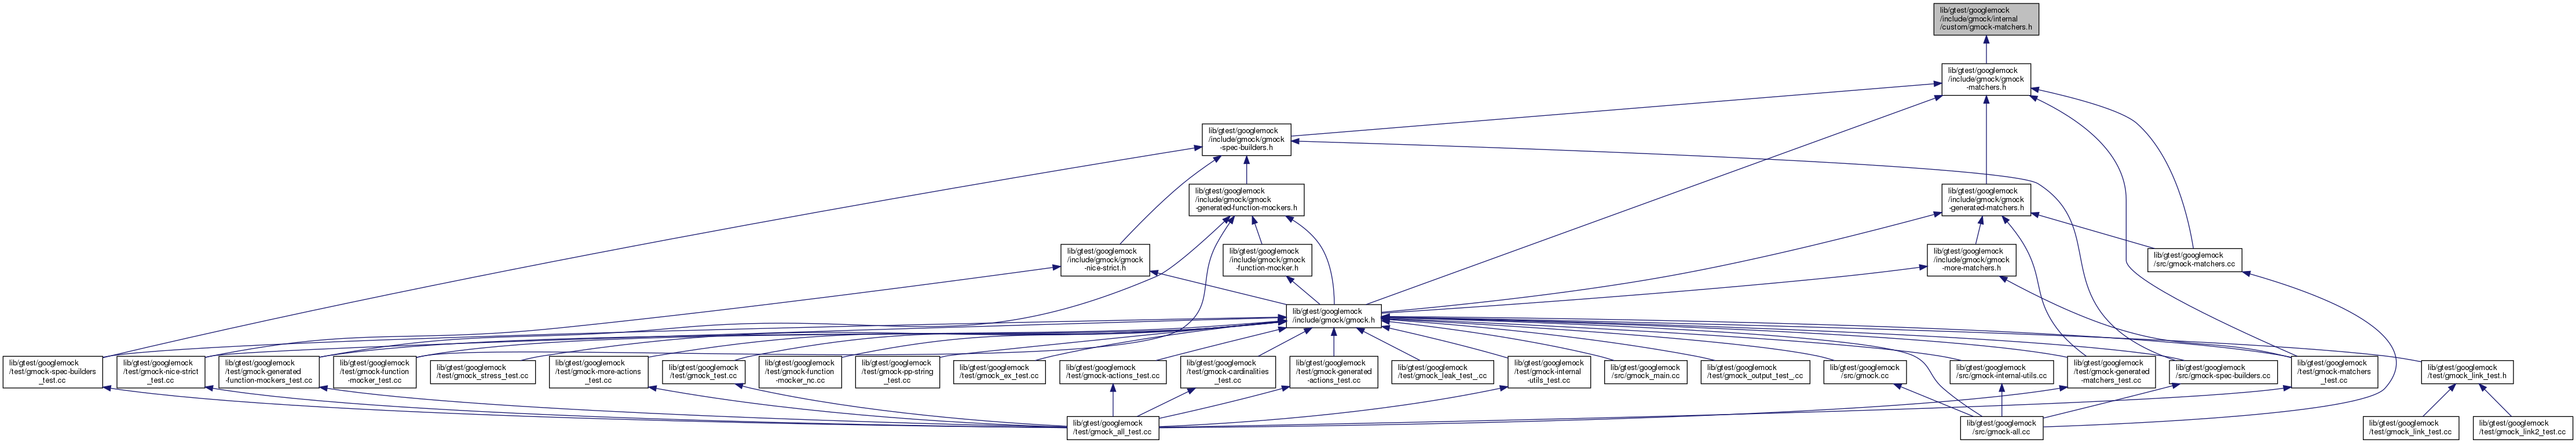 lib/gtest/googlemock
/include/gmock/internal
/custom/gmock-matchers.h
lib/gtest/googlemock
/include/gmock/gmock
-matchers.h
lib/gtest/googlemock
/include/gmock/gmock
-spec-builders.h
lib/gtest/googlemock
/include/gmock/gmock
-generated-function-mockers.h
lib/gtest/googlemock
/include/gmock/gmock
-generated-matchers.h
lib/gtest/googlemock
/include/gmock/gmock
-nice-strict.h
lib/gtest/googlemock
/include/gmock/gmock
-function-mocker.h
lib/gtest/googlemock
/include/gmock/gmock
-more-matchers.h
lib/gtest/googlemock
/src/gmock-matchers.cc
lib/gtest/googlemock
/include/gmock/gmock.h
lib/gtest/googlemock
/test/gmock-spec-builders
_test.cc
lib/gtest/googlemock
/test/gmock-nice-strict
_test.cc
lib/gtest/googlemock
/test/gmock-generated
-function-mockers_test.cc
lib/gtest/googlemock
/test/gmock-function
-mocker_test.cc
lib/gtest/googlemock
/test/gmock_stress_test.cc
lib/gtest/googlemock
/test/gmock-more-actions
_test.cc
lib/gtest/googlemock
/test/gmock_test.cc
lib/gtest/googlemock
/test/gmock-function
-mocker_nc.cc
lib/gtest/googlemock
/test/gmock-pp-string
_test.cc
lib/gtest/googlemock
/test/gmock_ex_test.cc
lib/gtest/googlemock
/test/gmock-actions_test.cc
lib/gtest/googlemock
/test/gmock-cardinalities
_test.cc
lib/gtest/googlemock
/test/gmock-generated
-actions_test.cc
lib/gtest/googlemock
/test/gmock_leak_test_.cc
lib/gtest/googlemock
/test/gmock-internal
-utils_test.cc
lib/gtest/googlemock
/src/gmock_main.cc
lib/gtest/googlemock
/test/gmock_output_test_.cc
lib/gtest/googlemock
/src/gmock.cc
lib/gtest/googlemock
/src/gmock-internal-utils.cc
lib/gtest/googlemock
/test/gmock-generated
-matchers_test.cc
lib/gtest/googlemock
/src/gmock-spec-builders.cc
lib/gtest/googlemock
/test/gmock-matchers
_test.cc
lib/gtest/googlemock
/test/gmock_link_test.h
lib/gtest/googlemock
/test/gmock_all_test.cc
lib/gtest/googlemock
/src/gmock-all.cc
lib/gtest/googlemock
/test/gmock_link_test.cc
lib/gtest/googlemock
/test/gmock_link2_test.cc